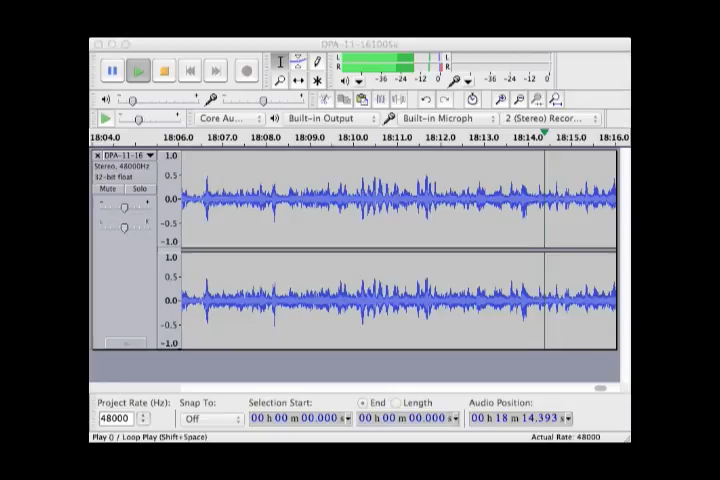 DPA-11-16100Sa
L
R
-36 -24 -12 0
L
R
-36 -24 -12 0
Core Au...
Built-in Output
Built-in Microph
2 (Stereo) Recor...
18:04.0 18:06.0 18:07.0 18:08.0 18:09.0 18:10.0 18:11.0 18:12.0 18:13.0 18:14.0 18:15.0 18:16.0
DPA-11-16
Stereo, 48000Hz
32-bit float
Mute Solo
L R
1.0
0.5
0.0
-0.5
-1.0
1.0
0.5
0.0
-0.5
-1.0
Project Rate (Hz): Snap To: Selection Start: End Length Audio Position:
48000 Off 00 h 00 m 00.000 s 00 h 00 m 00.000 s 00 h 18 m 14.393 s
Play () / Loop Play (Shift+Space) Actual Rate: 48000